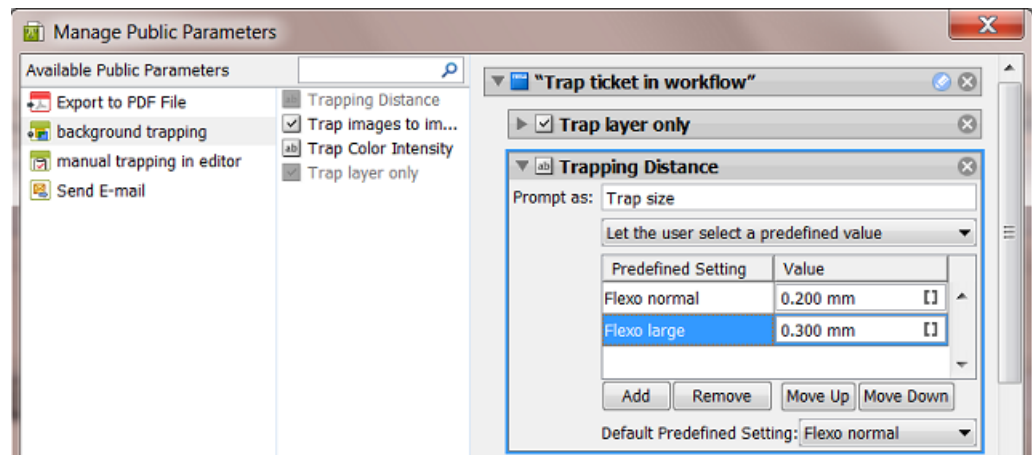 Manage Public Parameters
X
Available Public Parameters
Export to PDF File
background trapping
manual trapping in editor
Send E-mail
ab Trapping Distance
Trap images to im...
ab Trap Color Intensity
Trap layer only
"Trap ticket in workflow"
Trap layer only
ab Trapping Distance
Prompt as: Trap size
Let the user select a predefined value
Predefined Setting Value
Flexo normal 0.200 mm []
Flexo large 0.300 mm []
Add Remove Move Up Move Down
Default Predefined Setting: Flexo normal